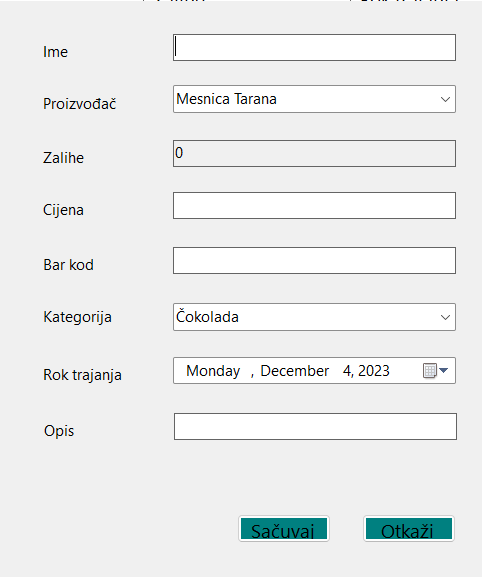 Ime
Proizvođač Mesnica Tarana
Zalihe 0
Cijena
Bar kod
Kategorija Čokolada
Rok trajanja Monday , December 4, 2023
Opis
Sačuvaj Otkaži